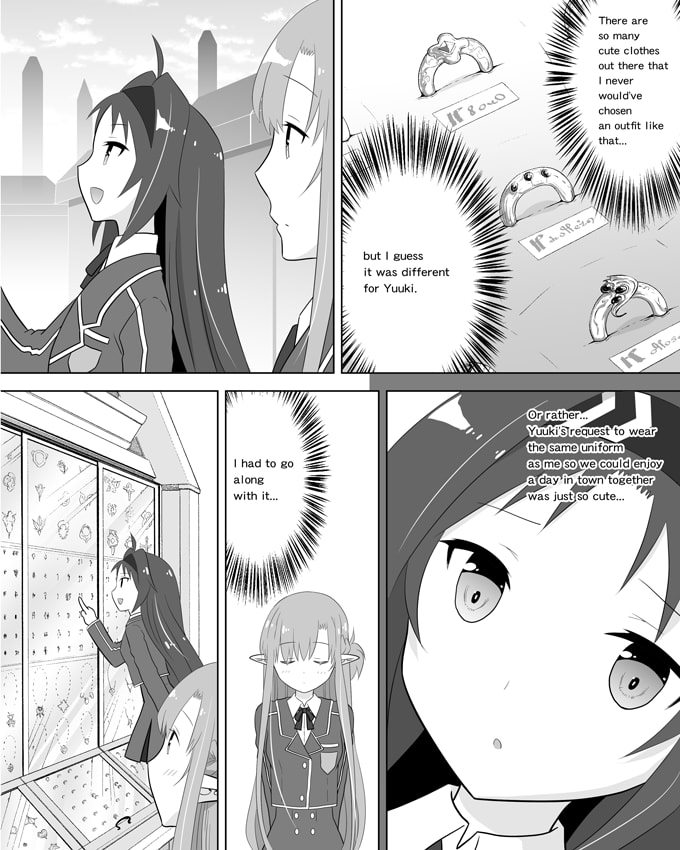 There are
so many
cute clothes
out there that
I never
would've
chosen
an outfit like
that...
but I guess
it was different
for Yuuki.
Or rather...
Yuuki's request to wear
the same uniform
as me so we could enjoy
a day in town together
was just so cute...
I had to go
along
with it...